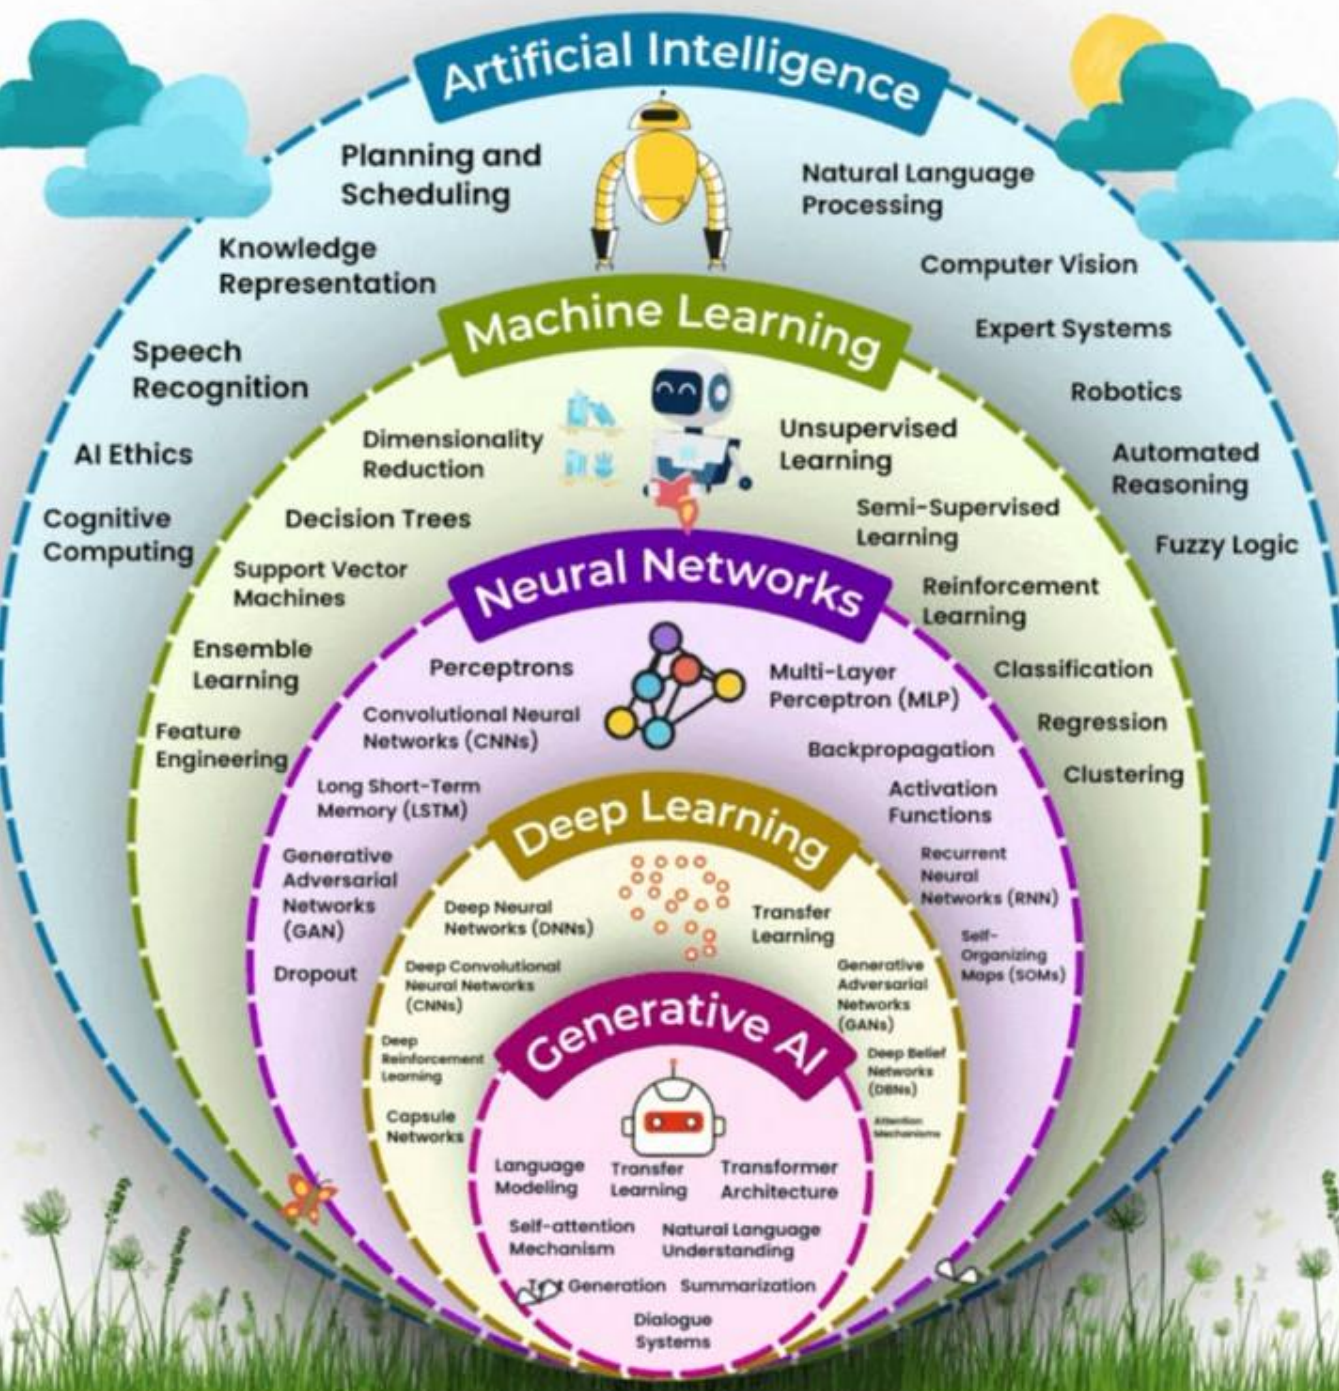 Artificial Intelligence
Planning and
Scheduling
Natural Language
Processing
Knowledge
Representation
Computer Vision
Expert Systems
Speech
Recognition
Robotics
AI Ethics
Automated
Reasoning
Cognitive
Computing
Fuzzy Logic
Machine Learning
Dimensionality
Reduction
Unsupervised
Learning
Decision Trees
Semi-Supervised
Learning
Support Vector
Machines
Reinforcement
Learning
Ensemble
Learning
Classification
Feature
Engineering
Regression
Clustering
Neural Networks
Perceptrons
Multi-Layer
Perceptron (MLP)
Convolutional Neural
Networks (CNNs)
Backpropagation
Long Short-Term
Memory (LSTM)
Activation
Functions
Generative
Adversarial
Networks
(GAN)
Recurrent
Neural
Networks (RNN)
Dropout
Self-
Organizing
Maps (SOMs)
Deep Learning
Deep Neural
Networks (DNNs)
Transfer
Learning
Deep Convolutional
Neural Networks
(CNNs)
Generative
Adversarial
Networks
(GANs)
Deep
Reinforcement
Learning
Deep Belief
Networks
(DBNs)
Capsule
Networks
Attention
Mechanisms
Generative AI
Language
Modeling
Transfer
Learning
Transformer
Architecture
Self-attention
Mechanism
Natural Language
Understanding
Text Generation
Summarization
Dialogue
Systems